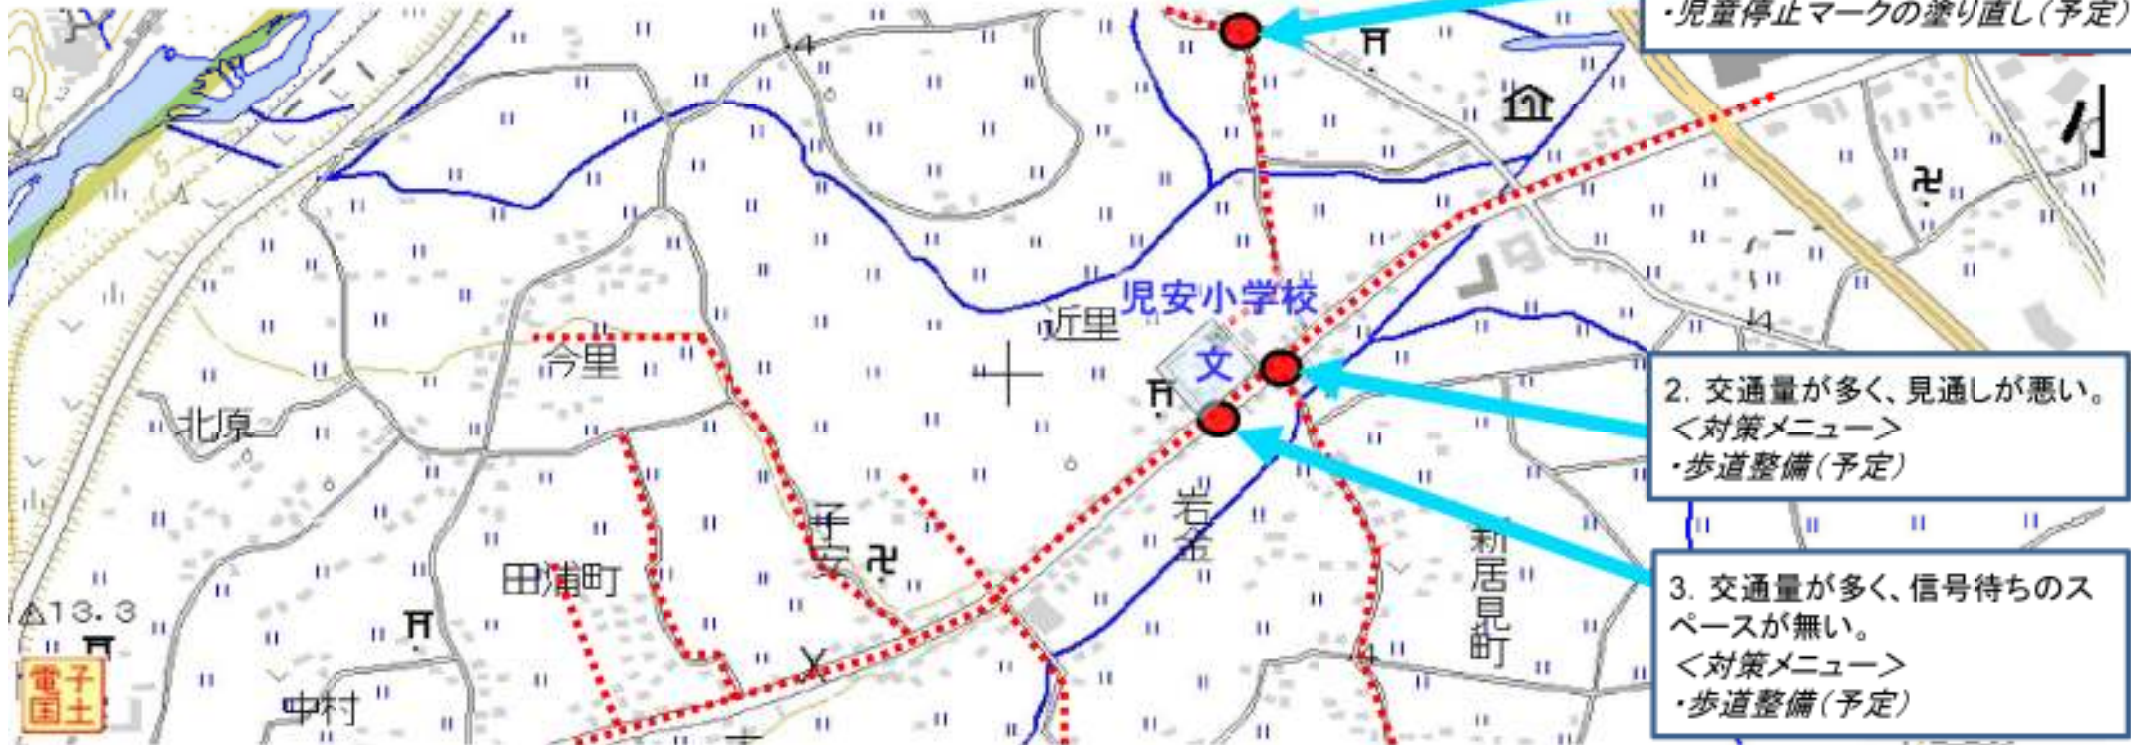 ・児童停止マークの塗り直し(予定)
児安小学校
文
近里
今里
北原
2. 交通量が多く、見通しが悪い。
<対策メニュー>
・歩道整備(予定)
子安
岩金
新居見町
田浦町
3. 交通量が多く、信号待ちのス
ペースが無い。
<対策メニュー>
・歩道整備(予定)
13.3
中村
電子
国土